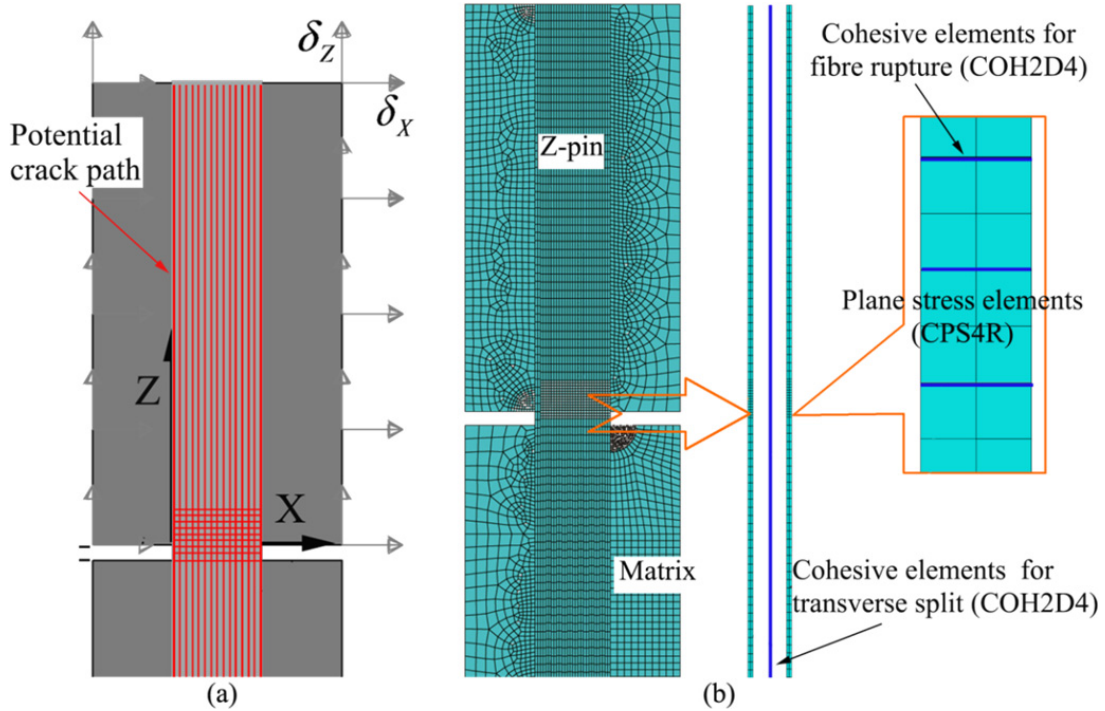 δZ
δX
Potential
crack path
Z
X
(a)
Z-pin
Matrix
(b)
Cohesive elements for
fibre rupture (COH2D4)
Plane stress elements
(CPS4R)
Cohesive elements for
transverse split (COH2D4)